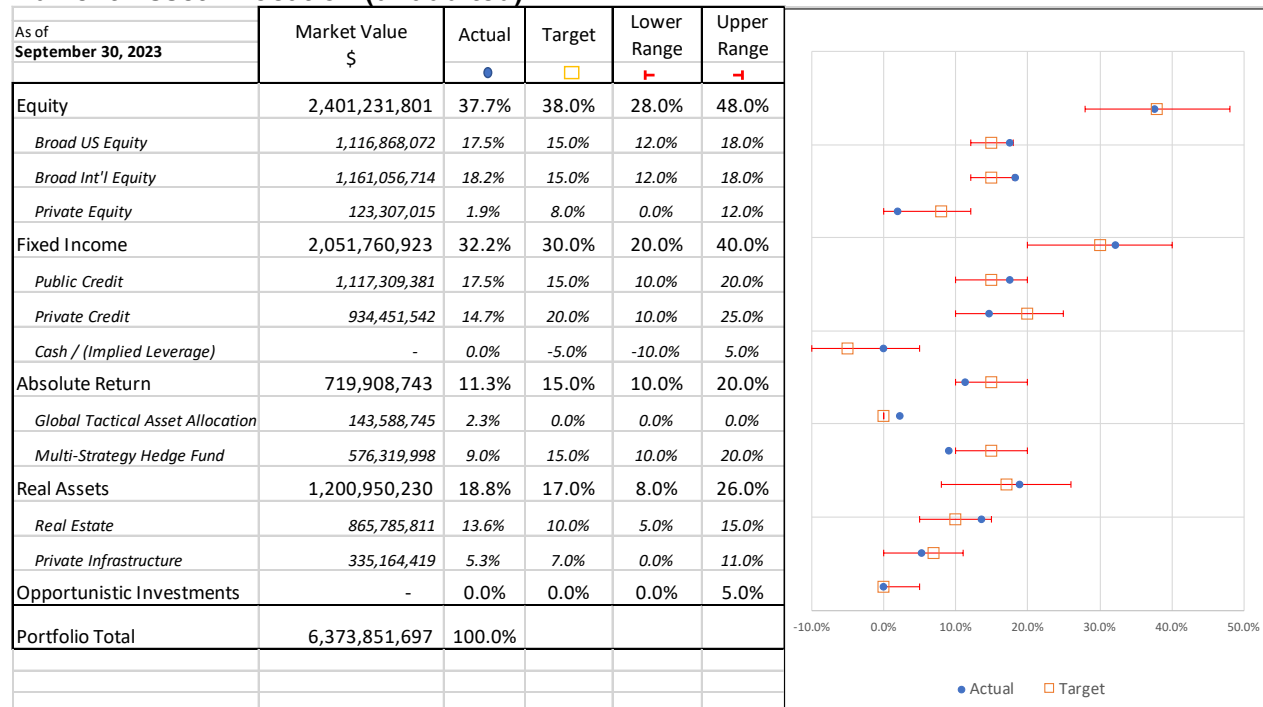 As of
September 30, 2023
Market Value
$
Actual
Target
Lower
Range
Upper
Range
Equity 2,401,231,801 37.7% 38.0% 28.0% 48.0%
Broad US Equity 1,116,868,072 17.5% 15.0% 12.0% 18.0%
Broad Int'l Equity 1,161,056,714 18.2% 15.0% 12.0% 18.0%
Private Equity 123,307,015 1.9% 8.0% 0.0% 12.0%
Fixed Income 2,051,760,923 32.2% 30.0% 20.0% 40.0%
Public Credit 1,117,309,381 17.5% 15.0% 10.0% 20.0%
Private Credit 934,451,542 14.7% 20.0% 10.0% 25.0%
Cash / (Implied Leverage) - 0.0% -5.0% -10.0% 5.0%
Absolute Return 719,908,743 11.3% 15.0% 10.0% 20.0%
Global Tactical Asset Allocation 143,588,745 2.3% 0.0% 0.0% 0.0%
Multi-Strategy Hedge Fund 576,319,998 9.0% 15.0% 10.0% 20.0%
Real Assets 1,200,950,230 18.8% 17.0% 8.0% 26.0%
Real Estate 865,785,811 13.6% 10.0% 5.0% 15.0%
Private Infrastructure 335,164,419 5.3% 7.0% 0.0% 11.0%
Opportunistic Investments - 0.0% 0.0% 0.0% 5.0%
Portfolio Total 6,373,851,697 100.0%
-10.0% 0.0% 10.0% 20.0% 30.0% 40.0% 50.0%
Actual Target